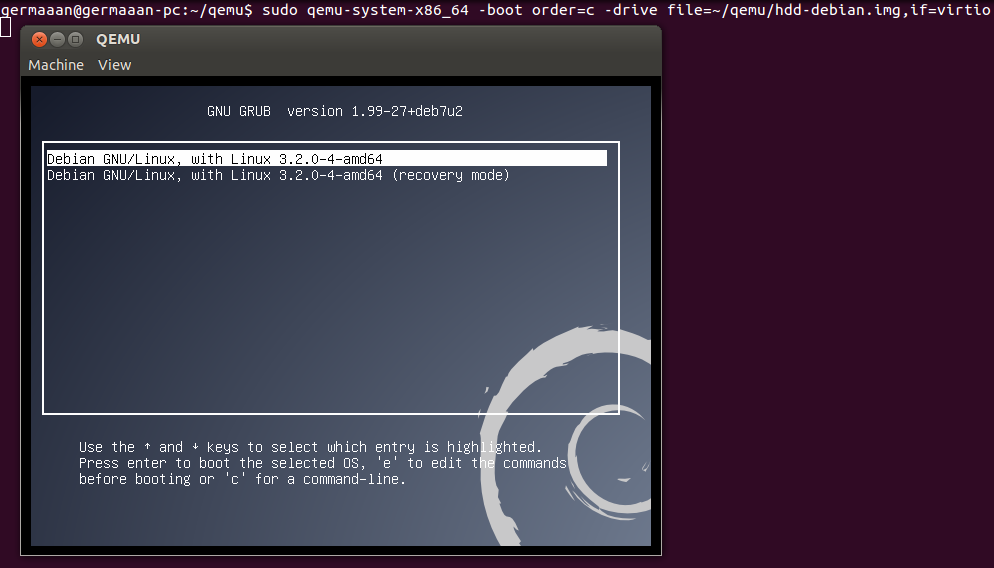 germaaan@germaaan-pc:~/qemu$ sudo qemu-system-x86_64 -boot order=c -drive file=~/qemu/hdd-debian.img,if=virtio
QEMU
Machine View
GNU GRUB  version 1.99-27+deb7u2
Debian GNU/Linux, with Linux 3.2.0-4-amd64
Debian GNU/Linux, with Linux 3.2.0-4-amd64 (recovery mode)
Use the ↑ and ↓ keys to select which entry is highlighted.
Press enter to boot the selected OS, 'e' to edit the commands
before booting or 'c' for a command-line.